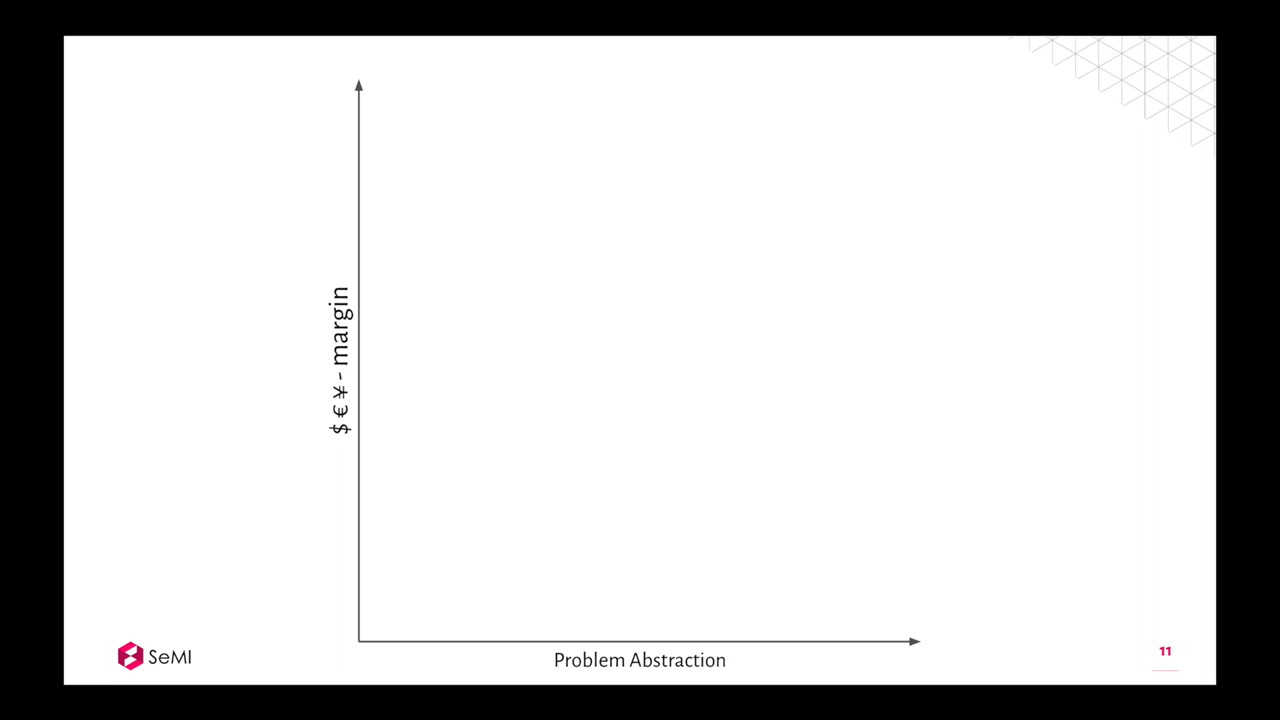 $ € ¥ - margin
Problem Abstraction
SeMI
11